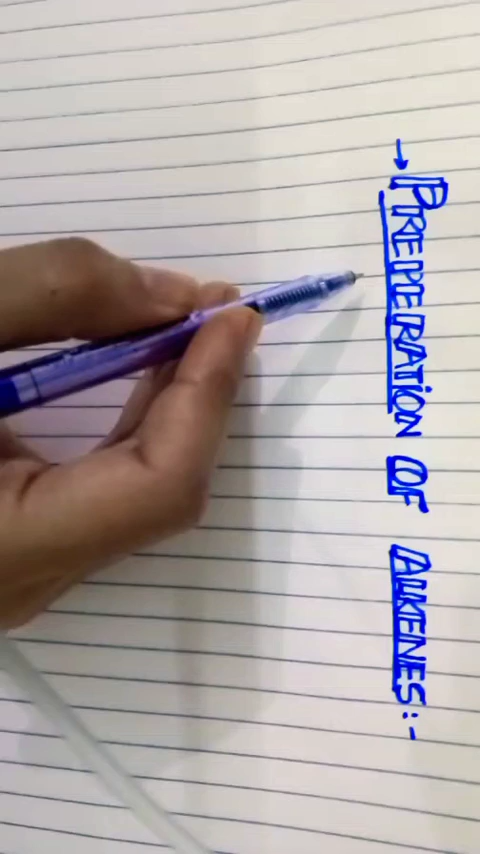 → PREPERATiON OF ALKENES:-